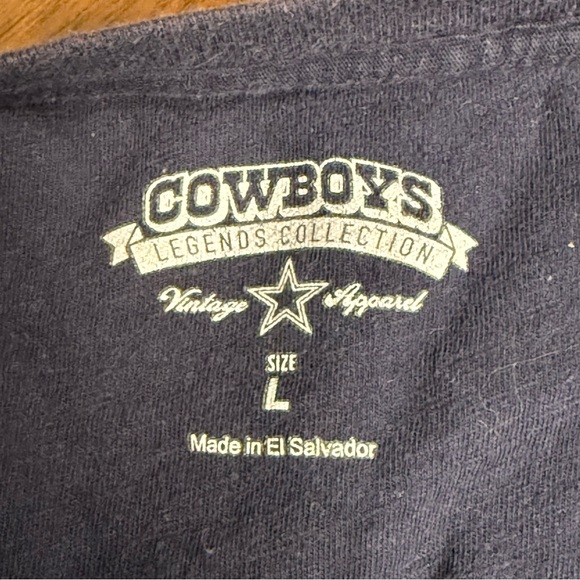 COWBOYS
LEGENDS COLLECTION
Vintage Apparel
SIZE
L
Made in El Salvador